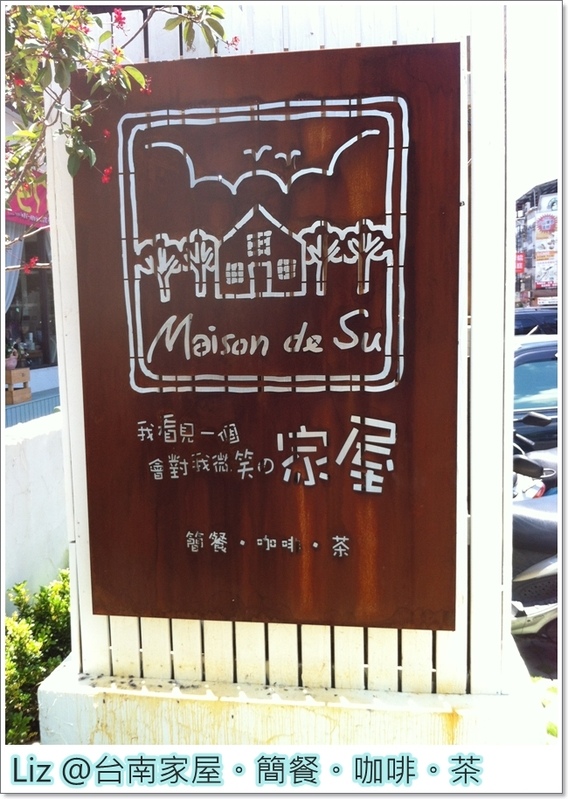 Maison de Su
我看見一個
會對我微笑の家屋
簡餐・咖啡・茶
Liz @台南家屋。簡餐。咖啡。茶